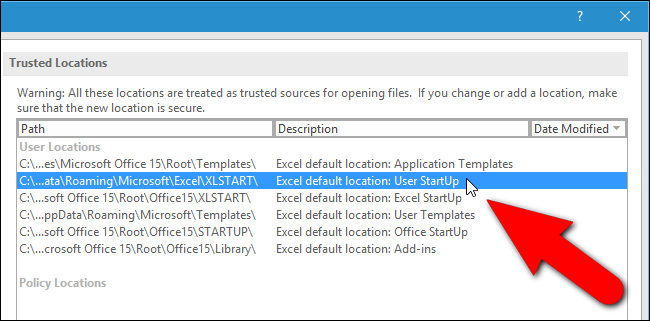 ?
Trusted Locations
Warning: All these locations are treated as trusted sources for opening files. If you change or add a location, make
sure that the new location is secure.
Path Description Date Modified
User Locations
C:\...es\Microsoft Office 15\Root\Templates\ Excel default location: Application Templates
C:\...ata\Roaming\Microsoft\Excel\XLSTART\ Excel default location: User StartUp
C:\...soft Office 15\Root\Office15\XLSTART\ Excel default location: Excel StartUp
C:\...ppData\Roaming\Microsoft\Templates\ Excel default location: User Templates
C:\...soft Office 15\Root\Office15\STARTUP\ Excel default location: Office StartUp
C:\...crosoft Office 15\Root\Office15\Library\ Excel default location: Add-ins
Policy Locations